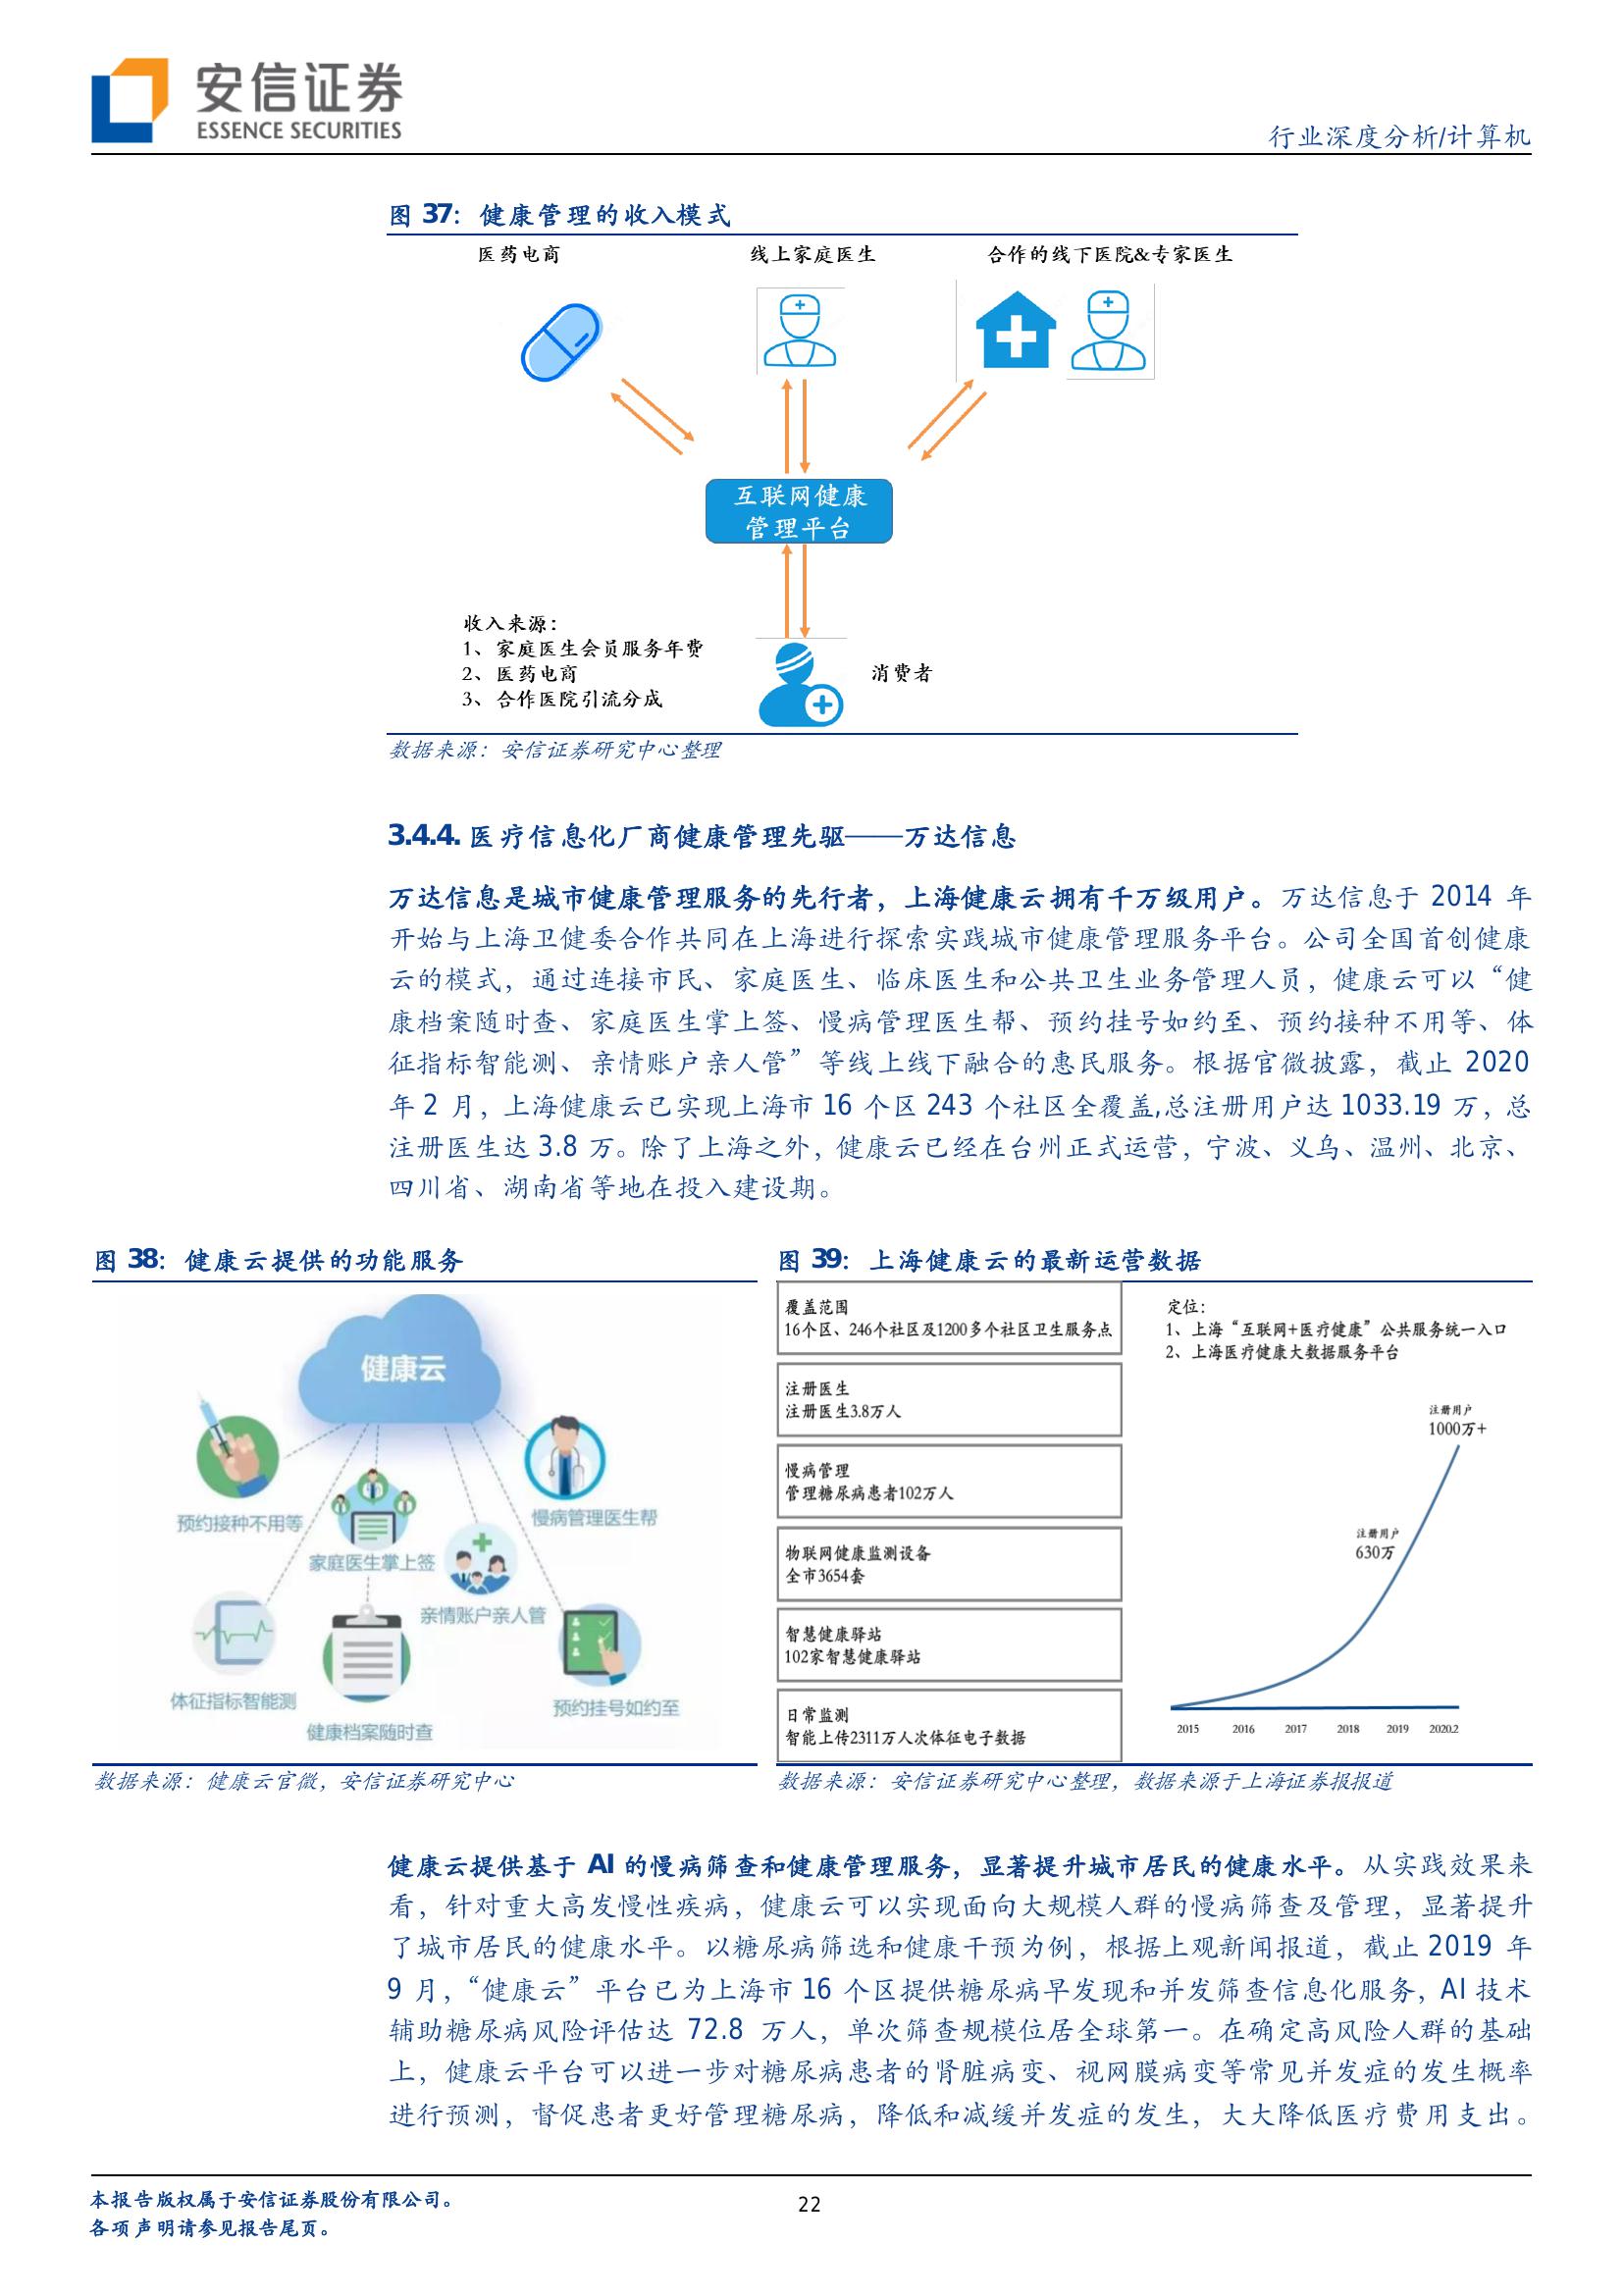 安信证券
ESSENCE SECURITIES
行业深度分析/计算机
图 37：健康管理的收入模式
医药电商
线上家庭医生
合作的线下医院&专家医生
互联网健康
管理平台
收入来源：
1、家庭医生会员服务年费
2、医药电商
3、合作医院引流分成
消费者
数据来源：安信证券研究中心整理
3.4.4. 医疗信息化厂商健康管理先驱——万达信息
万达信息是城市健康管理服务的先行者，上海健康云拥有千万级用户。万达信息于 2014 年
开始与上海卫健委合作共同在上海进行探索实践城市健康管理服务平台。公司全国首创健康
云的模式，通过连接市民、家庭医生、临床医生和公共卫生业务管理人员，健康云可以“健
康档案随时查、家庭医生掌上签、慢病管理医生帮、预约挂号如约至、预约接种不用等、体
征指标智能测、亲情账户亲人管”等线上线下融合的惠民服务。根据官微披露，截止 2020
年 2 月，上海健康云已实现上海市 16 个区 243 个社区全覆盖,总注册用户达 1033.19 万，总
注册医生达 3.8 万。除了上海之外，健康云已经在台州正式运营，宁波、义乌、温州、北京、
四川省、湖南省等地在投入建设期。
图 38：健康云提供的功能服务
健康云
预约接种不用等
慢病管理医生帮
家庭医生掌上签
亲情账户亲人管
体征指标智能测
预约挂号如约至
健康档案随时查
数据来源：健康云官微，安信证券研究中心
图 39：上海健康云的最新运营数据
覆盖范围
16个区、246个社区及1200多个社区卫生服务点
注册医生
注册医生3.8万人
慢病管理
管理糖尿病患者102万人
物联网健康监测设备
全市3654套
智慧健康驿站
102家智慧健康驿站
日常监测
智能上传2311万人次体征电子数据
定位：
1、上海“互联网+医疗健康”公共服务统一入口
2、上海医疗健康大数据服务平台
注册用户
1000万+
注册用户
630万
2015 2016 2017 2018 2019 2020.2
数据来源：安信证券研究中心整理，数据来源于上海证券报报道
健康云提供基于 AI 的慢病筛查和健康管理服务，显著提升城市居民的健康水平。从实践效果来
看，针对重大高发慢性疾病，健康云可以实现面向大规模人群的慢病筛查及管理，显著提升
了城市居民的健康水平。以糖尿病筛选和健康干预为例，根据上观新闻报道，截止 2019 年
9 月，“健康云”平台已为上海市 16 个区提供糖尿病早发现和并发筛查信息化服务，AI 技术
辅助糖尿病风险评估达 72.8 万人，单次筛查规模位居全球第一。在确定高风险人群的基础
上，健康云平台可以进一步对糖尿病患者的肾脏病变、视网膜病变等常见并发症的发生概率
进行预测，督促患者更好管理糖尿病，降低和减缓并发症的发生，大大降低医疗费用支出。
本报告版权属于安信证券股份有限公司。
各项声明请参见报告尾页。
22